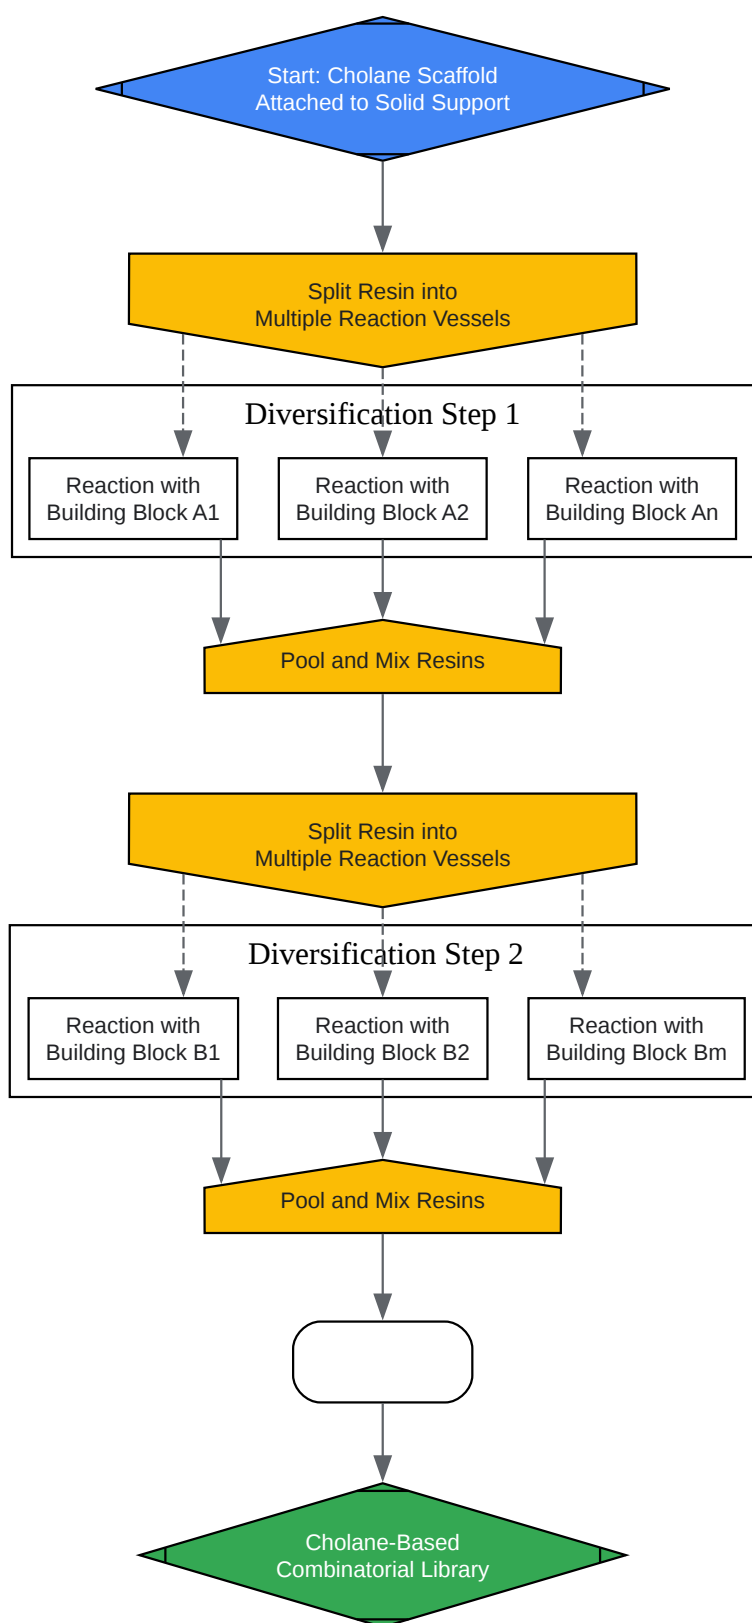 Start: Cholane Scaffold
Attached to Solid Support
Split Resin into
Multiple Reaction Vessels
Diversification Step 1
Reaction with
Building Block A1
Reaction with
Building Block A2
Reaction with
Building Block An
Pool and Mix Resins
Split Resin into
Multiple Reaction Vessels
Diversification Step 2
Reaction with
Building Block B1
Reaction with
Building Block B2
Reaction with
Building Block Bm
Pool and Mix Resins
Cholane-Based
Combinatorial Library